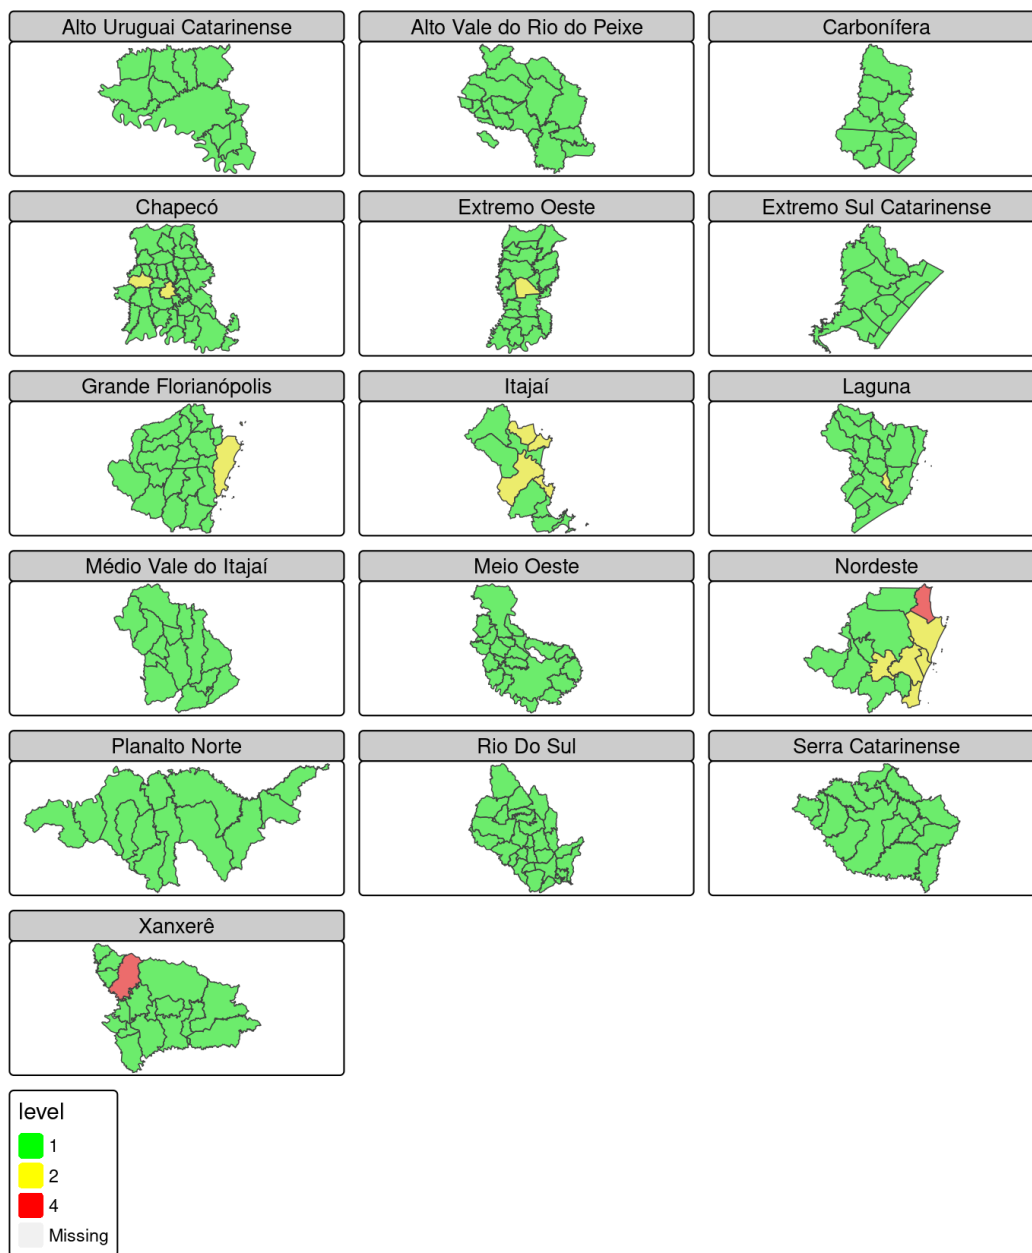 Alto Uruguai Catarinense
Alto Vale do Rio do Peixe
Carbonífera
Chapecó
Extremo Oeste
Extremo Sul Catarinense
Grande Florianópolis
Itajaí
Laguna
Médio Vale do Itajaí
Meio Oeste
Nordeste
Planalto Norte
Rio Do Sul
Serra Catarinense
Xanxerê
level
1
2
4
Missing